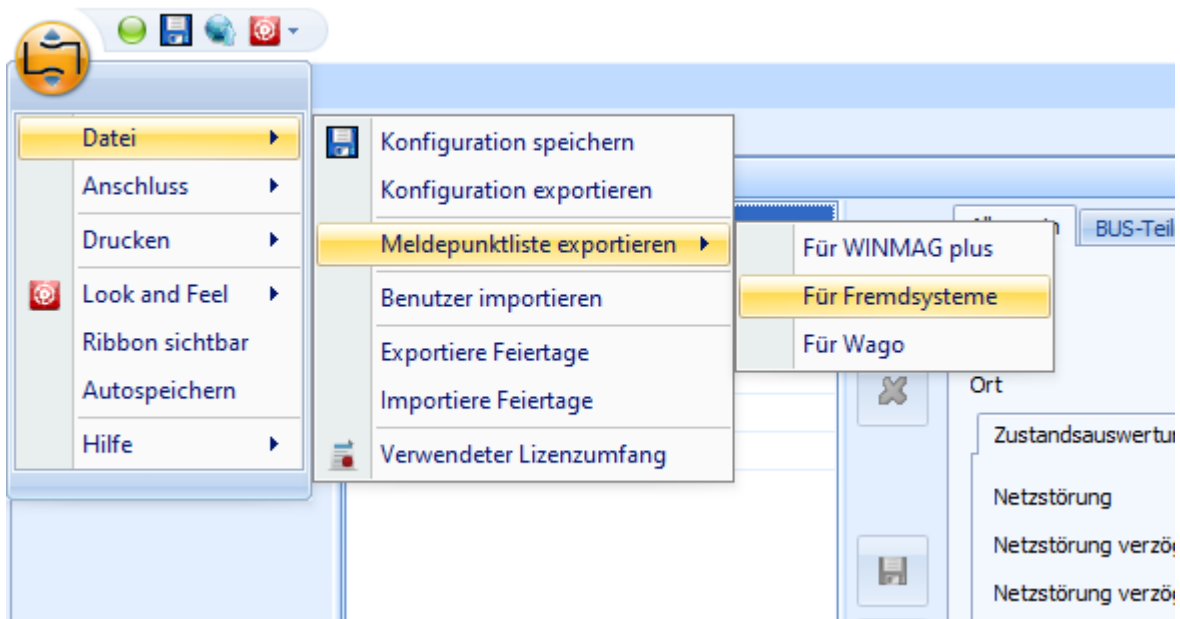 Datei
Anschluss
Drucken
Look and Feel
Ribbon sichtbar
Autospeichern
Hilfe
Konfiguration speichern
Konfiguration exportieren
Meldepunktliste exportieren
Benutzer importieren
Exportiere Feiertage
Importiere Feiertage
Verwendeter Lizenzumfang
Für WINMAG plus
Für Fremdsysteme
Für Wago
BUS-Teil
Ort
Zustandsauswertu
Netzstörung
Netzstörung verzö
Netzstörung verzö